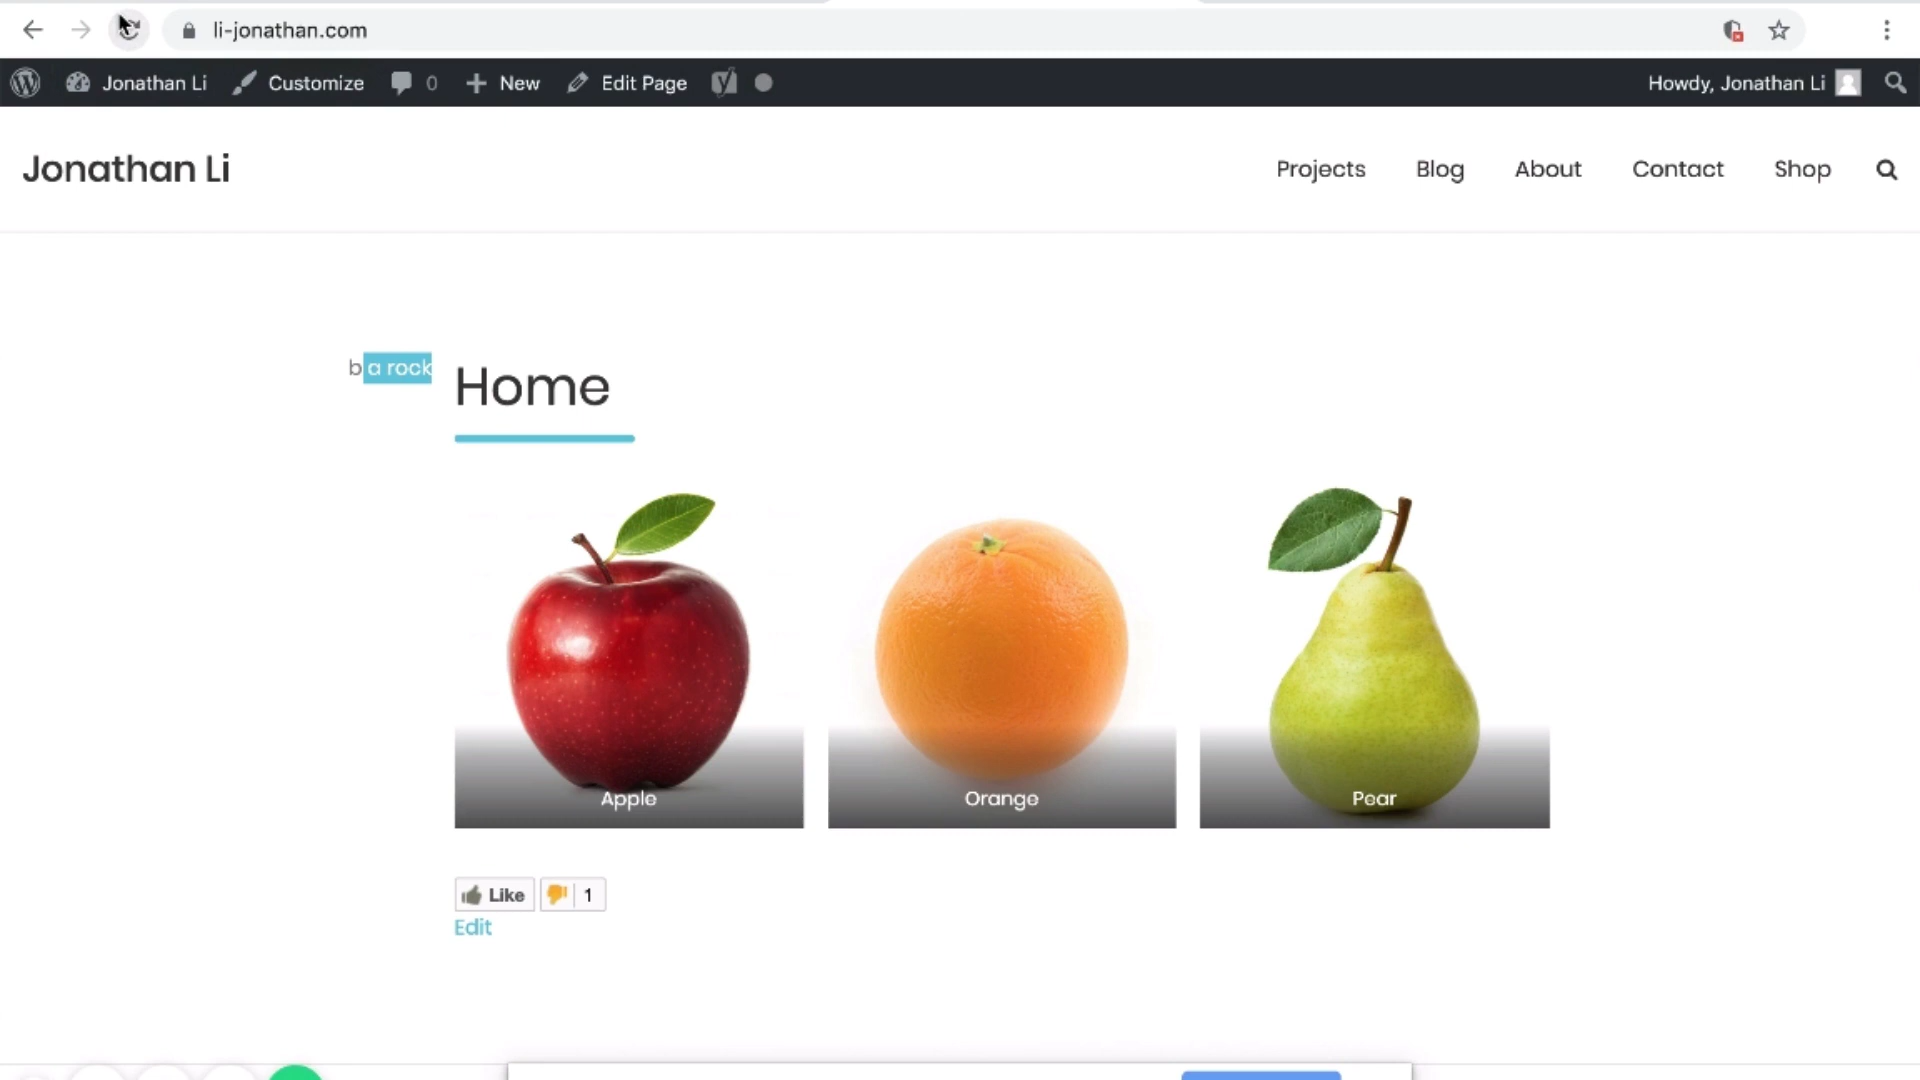 li-jonathan.com
Jonathan Li Customize 0 New Edit Page Howdy, Jonathan Li
Jonathan Li Projects Blog About Contact Shop
b a rock
Home
Apple Orange Pear
Like 1
Edit